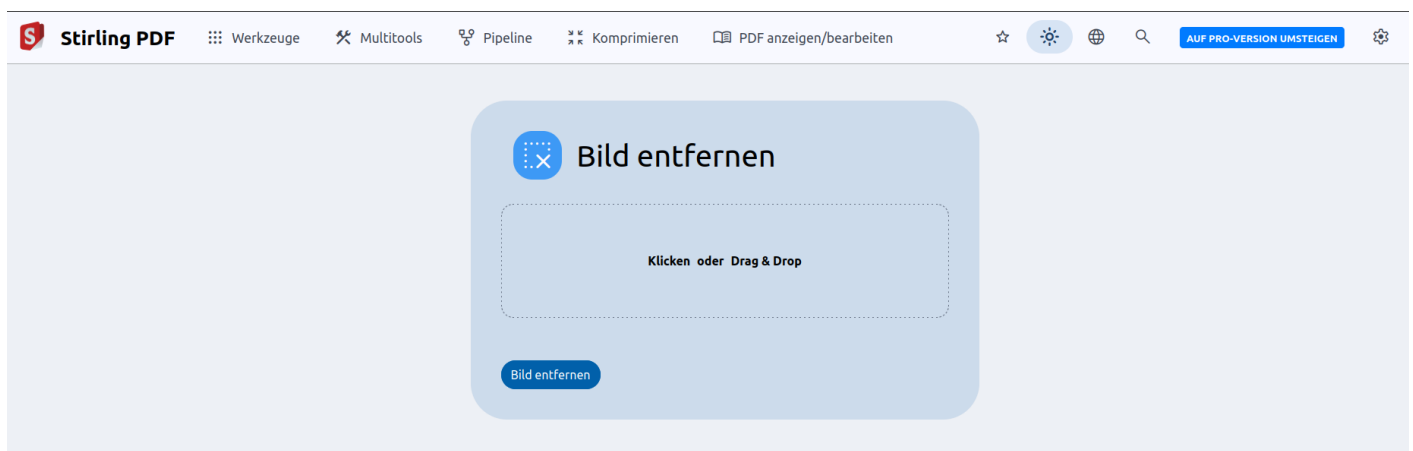 Stirling PDF Werkzeuge Multitools Pipeline Komprimieren PDF anzeigen/bearbeiten AUF PRO-VERSION UMSTEIGEN
Bild entfernen
Klicken oder Drag & Drop
Bild entfernen